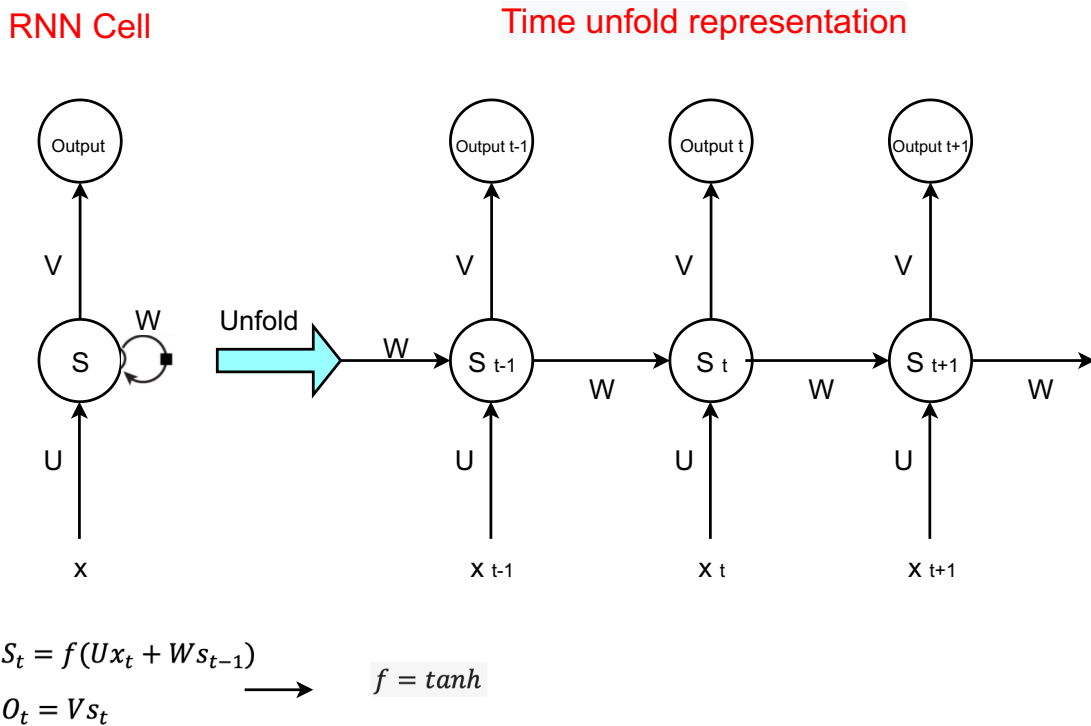 RNN Cell
Time unfold representation
Output
Output t-1
Output t
Output t+1
V
V
V
V
W
Unfold
S
W
S t-1
W
S t
W
S t+1
W
U
U
U
U
x
x t-1
x t
x t+1
S_t = f(Ux_t + Ws_{t-1})
f = tanh
O_t = Vs_t